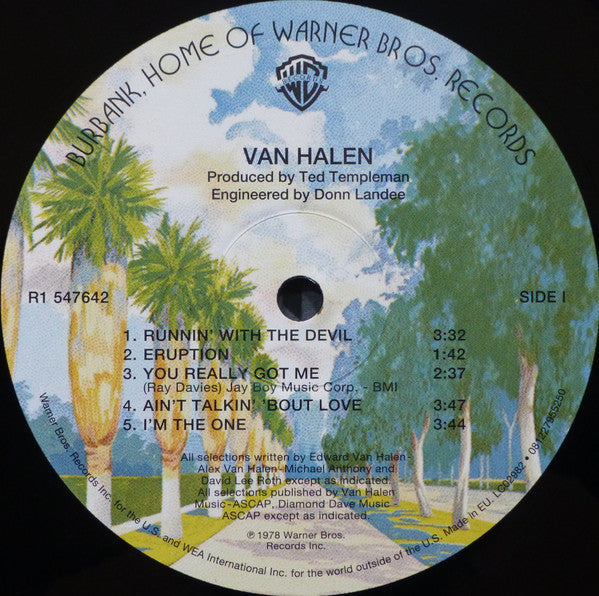 BURBANK, HOME OF WARNER BROS. RECORDS
RECORDS
VAN HALEN
Produced by Ted Templeman
Engineered by Donn Landee
R1 547642
SIDE I
1. RUNNIN' WITH THE DEVIL 3:32
2. ERUPTION 1:42
3. YOU REALLY GOT ME 2:37
(Ray Davies) Jay Boy Music Corp. - BMI
4. AIN'T TALKIN' 'BOUT LOVE 3:47
5. I'M THE ONE 3:44
All selections written by Edward Van Halen-
Alex Van Halen-Michael Anthony and
David Lee Roth except as indicated.
All selections published by Van Halen
Music-ASCAP, Diamond Dave Music -
ASCAP except as indicated.
℗ 1978 Warner Bros.
Records Inc.
Warner Bros. Records Inc. for the U.S. and WEA International Inc. for the world outside of the U.S. Made in EU. LC02982 •